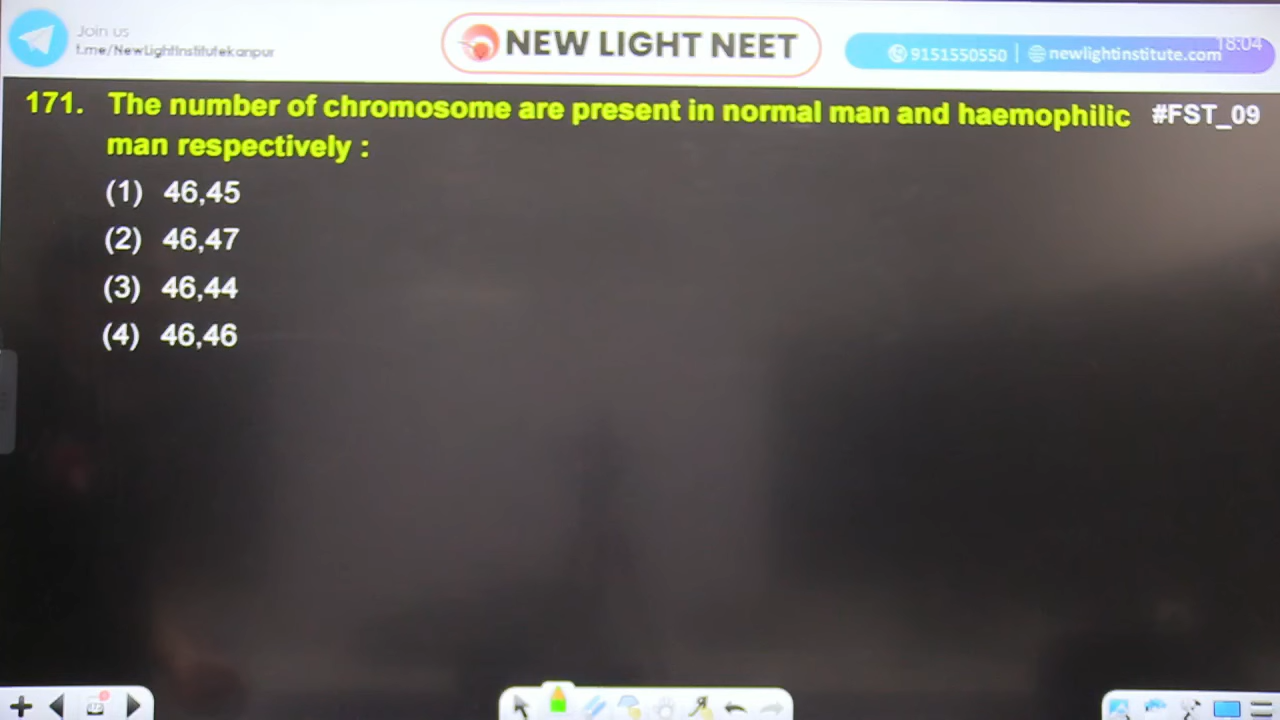 Join us
t.me/NewLightInstitutekanpur
NEW LIGHT NEET
9151550550 | newlightinstitute.com
18:04
171. The number of chromosome are present in normal man and haemophilic #FST_09
man respectively :
(1) 46,45
(2) 46,47
(3) 46,44
(4) 46,46